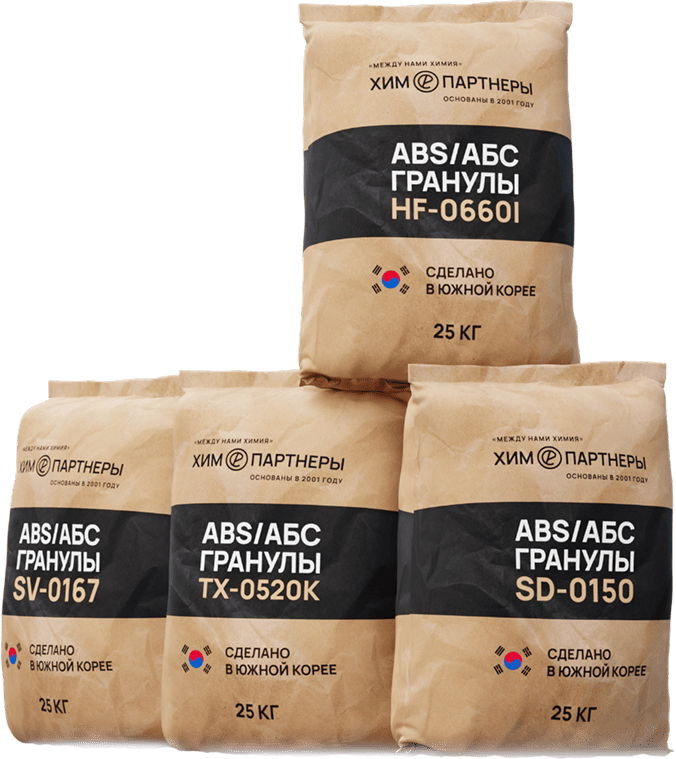 «МЕЖДУ НАМИ ХИМИЯ»
ХИМ ПАРТНЕРЫ
ОСНОВАНЫ В 2001 ГОДУ
ABS/АБС
ГРАНУЛЫ
HF-0660I
СДЕЛАНО
В ЮЖНОЙ КОРЕЕ
25 КГ
«МЕЖДУ НАМИ ХИМИЯ»
ХИМ ПАРТНЕРЫ
ОСНОВАНЫ В 2001 ГОДУ
ABS/АБС
ГРАНУЛЫ
SV-0167
СДЕЛАНО
В ЮЖНОЙ КОРЕЕ
25 КГ
«МЕЖДУ НАМИ ХИМИЯ»
ХИМ ПАРТНЕРЫ
ОСНОВАНЫ В 2001 ГОДУ
ABS/АБС
ГРАНУЛЫ
TX-0520K
СДЕЛАНО
В ЮЖНОЙ КОРЕЕ
25 КГ
«МЕЖДУ НАМИ ХИМИЯ»
ХИМ ПАРТНЕРЫ
ОСНОВАНЫ В 2001 ГОДУ
ABS/АБС
ГРАНУЛЫ
SD-0150
СДЕЛАНО
В ЮЖНОЙ КОРЕЕ
25 КГ